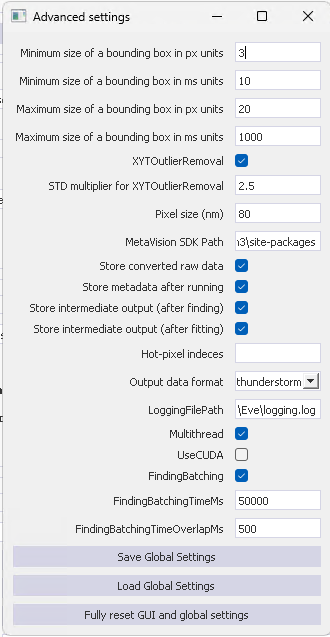 Advanced settings
Minimum size of a bounding box in px units 3
Minimum size of a bounding box in ms units 10
Maximum size of a bounding box in px units 20
Maximum size of a bounding box in ms units 1000
XYTOutlierRemoval
STD multiplier for XYTOutlierRemoval 2.5
Pixel size (nm) 80
MetaVision SDK Path n3\site-packages
Store converted raw data
Store metadata after running
Store intermediate output (after finding)
Store intermediate output (after fitting)
Hot-pixel indeces
Output data format thunderstorm
LoggingFilePath \Eve\logging.log
Multithread
UseCUDA
FindingBatching
FindingBatchingTimeMs 50000
FindingBatchingTimeOverlapMs 500
Save Global Settings
Load Global Settings
Fully reset GUI and global settings